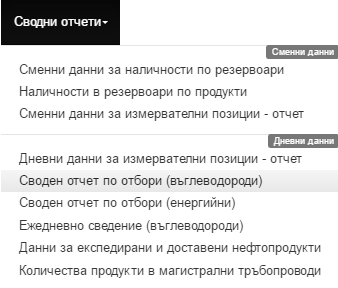 Сводни отчети
Сменни данни
Сменни данни за наличности по резервоари
Наличности в резервоари по продукти
Сменни данни за измервателни позиции - отчет
Дневни данни
Дневни данни за измервателни позиции - отчет
Своден отчет по отбори (въглеводороди)
Своден отчет по отбори (енергийни)
Ежедневно сведение (въглеводороди)
Данни за експедирани и доставени нефтопродукти
Количества продукти в магистрални тръбопроводи